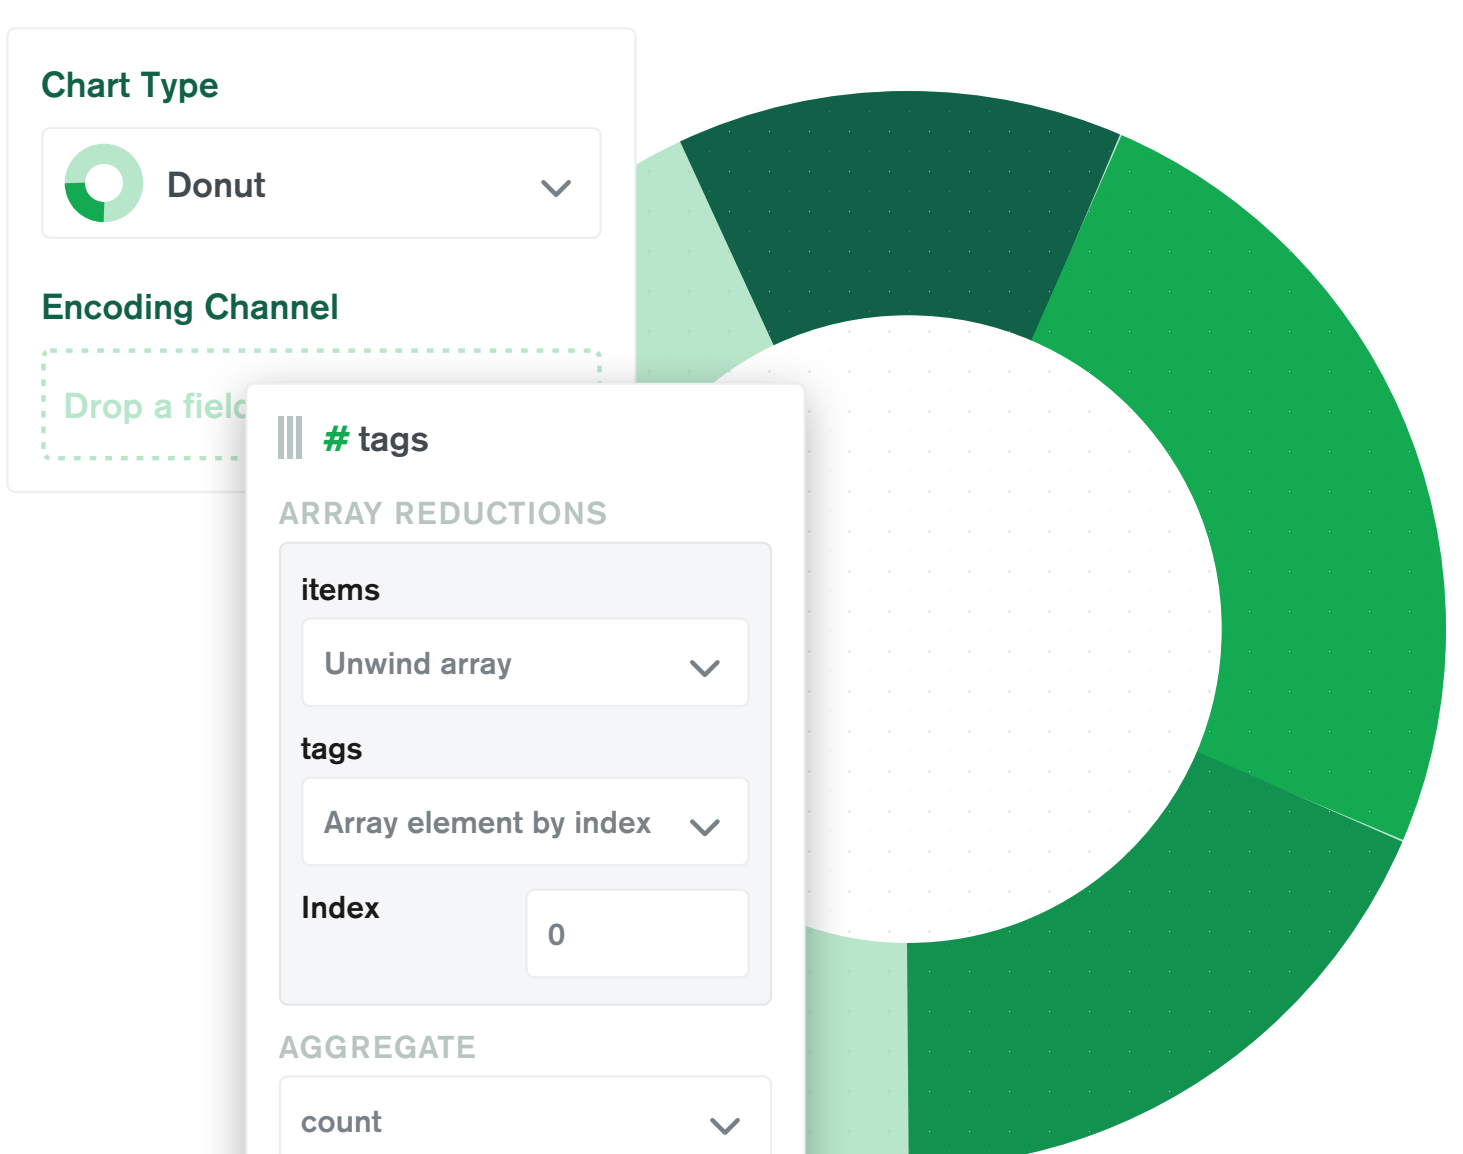 Chart Type
Donut
Encoding Channel
Drop a field
# tags
ARRAY REDUCTIONS
items
Unwind array
tags
Array element by index
Index
0
AGGREGATE
count